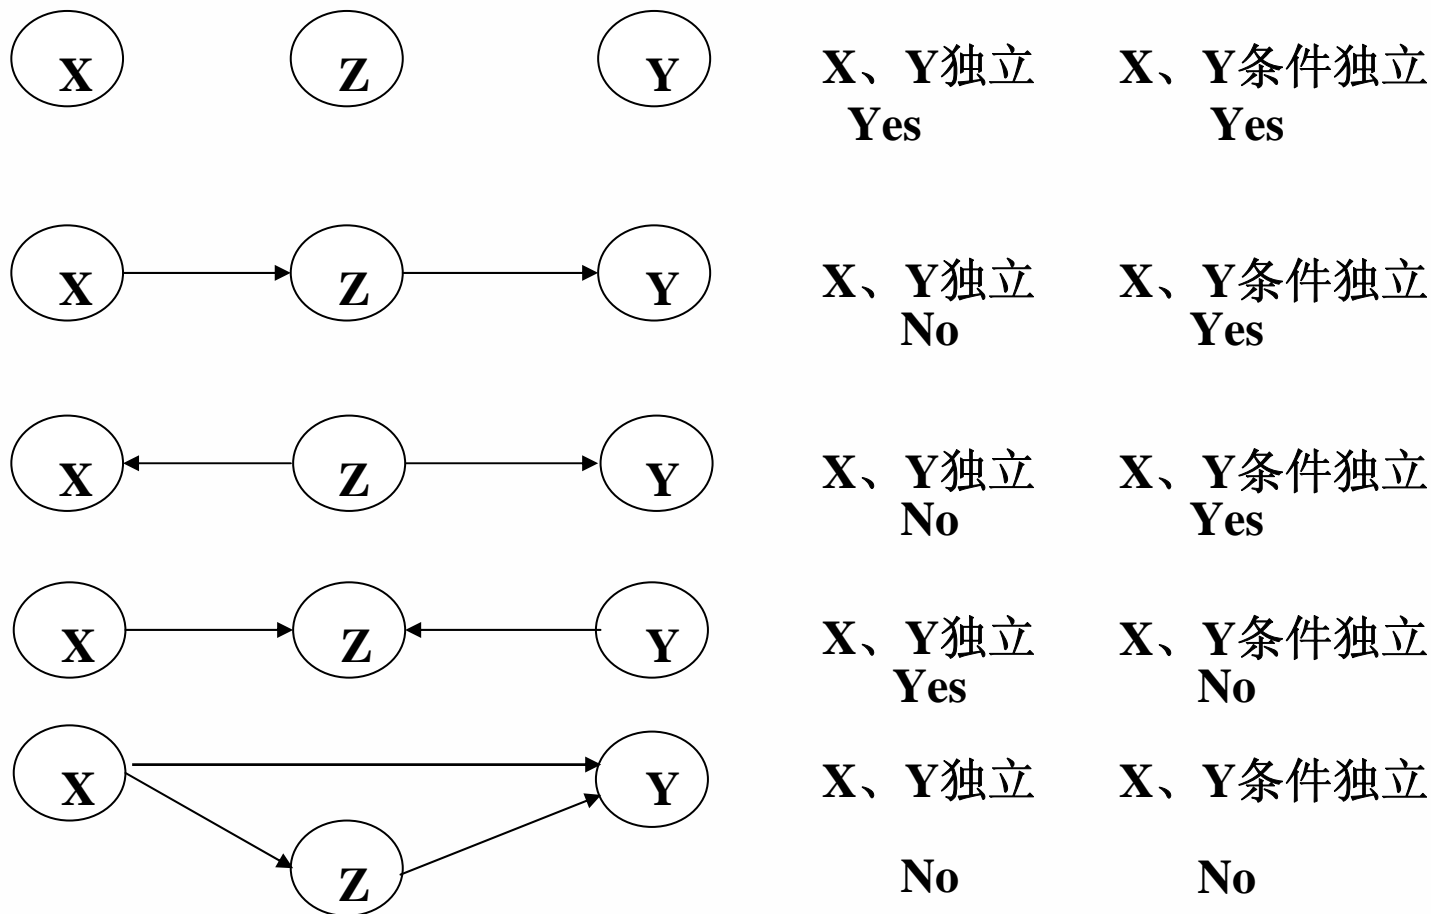 X Z Y X、Y独立 X、Y条件独立
Yes Yes
X Z Y X、Y独立 X、Y条件独立
No Yes
X Z Y X、Y独立 X、Y条件独立
No Yes
X Z Y X、Y独立 X、Y条件独立
Yes No
X Y X、Y独立 X、Y条件独立
Z No No